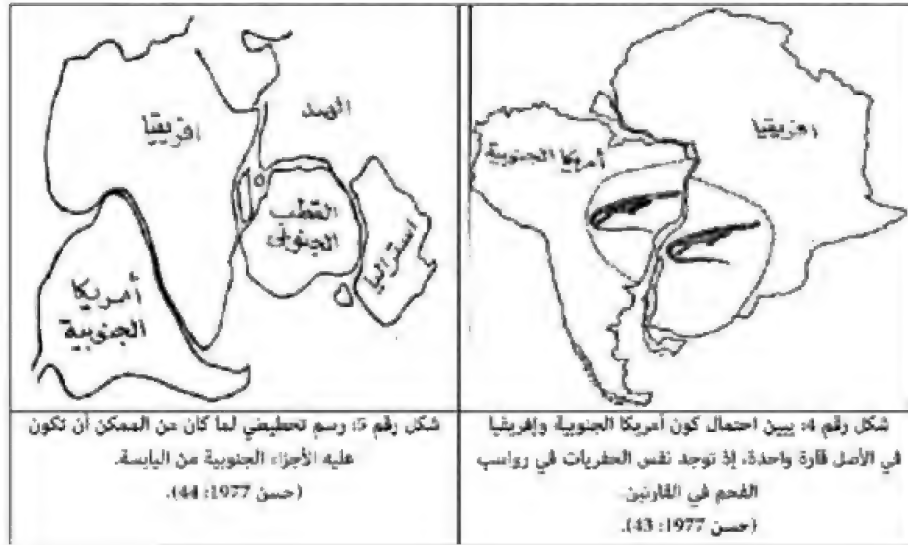 افريقيا
أمريكا
الجنوبية
افريقيا
الهند
القطب
الجنوبي
استراليا
أمريكا
الجنوبية
شكل رقم 4: يبين احتمال كون أمريكا الجنوبية وإفريقيا
في الأصل قارة واحدة، إذ توجد نفس الحفريات في رواسب
الفحم في القارتين.
(حسن 1977: 43).
شكل رقم 5: رسم تخطيطي لما كان من الممكن أن تكون
عليه الأجزاء الجنوبية من اليابسة.
(حسن 1977: 44).